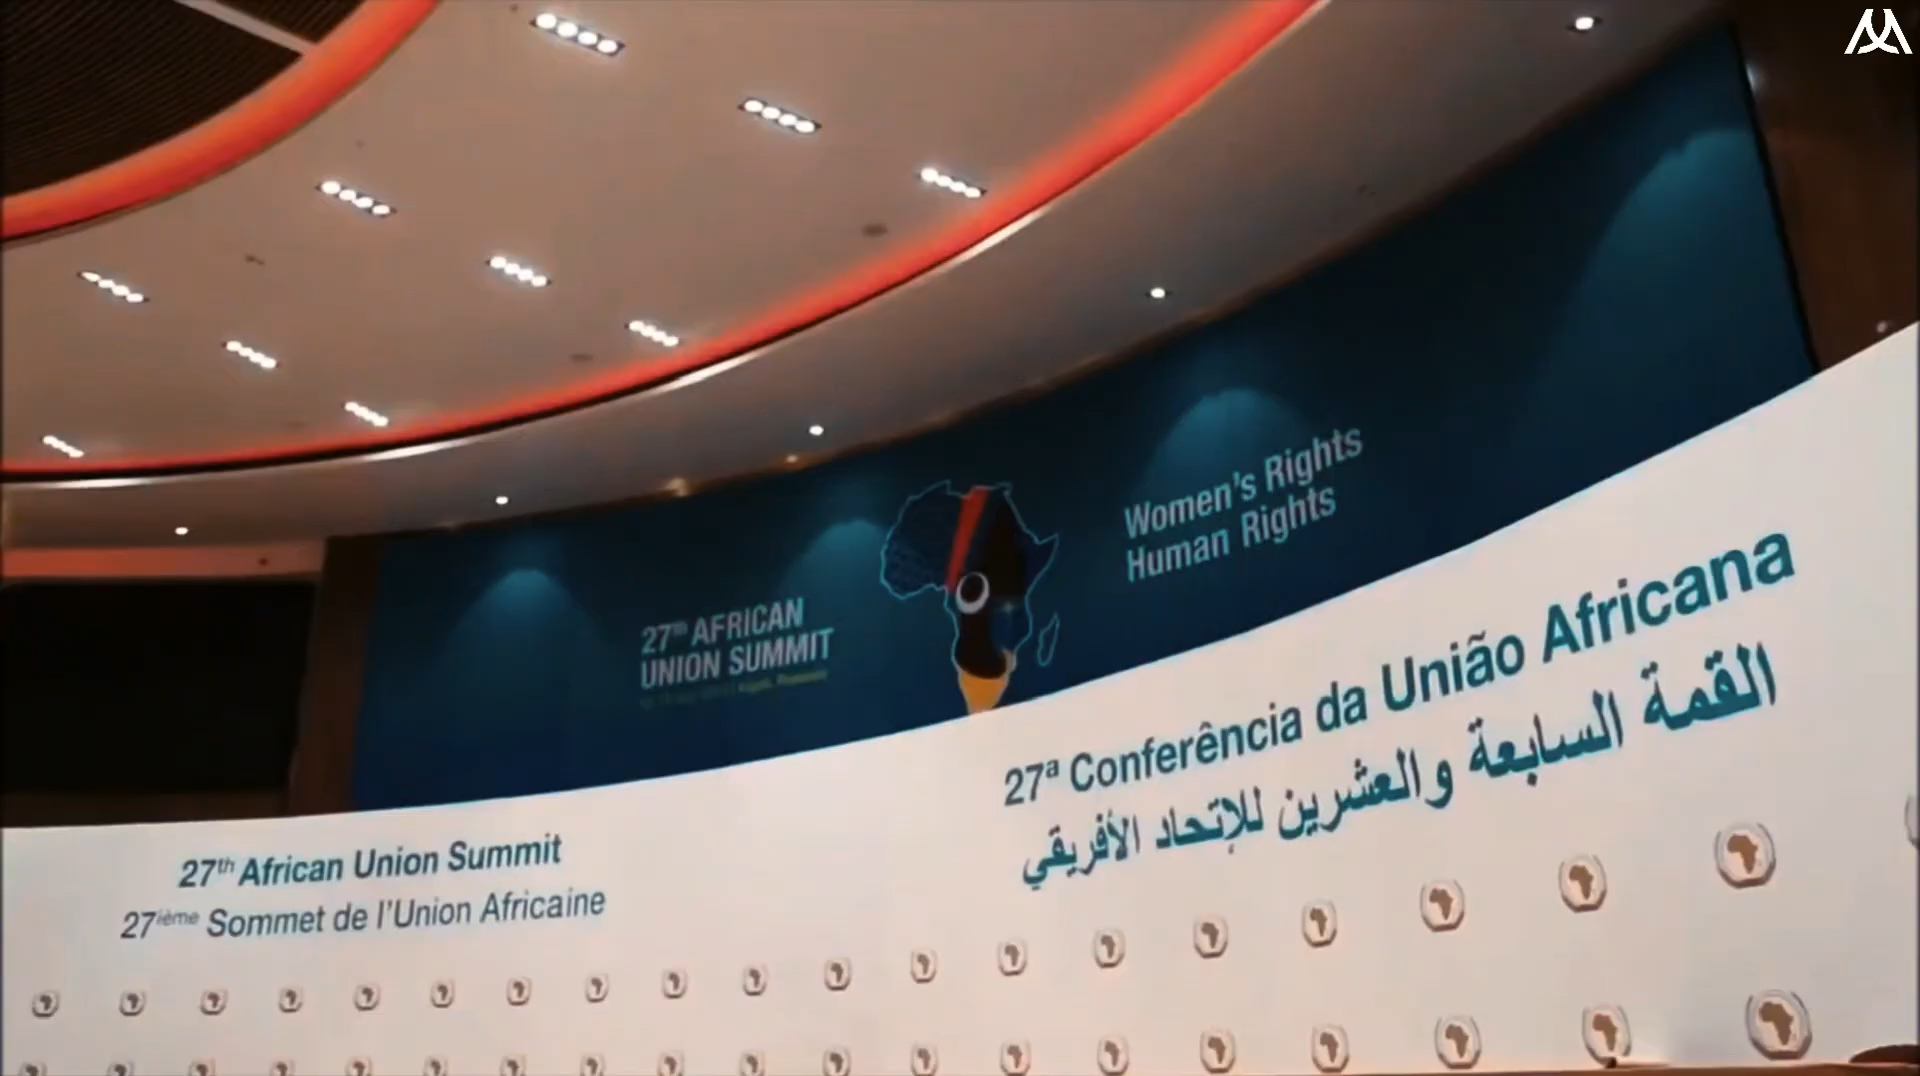 27th AFRICAN
UNION SUMMIT
Women's Rights
Human Rights
27th African Union Summit
27ième Sommet de l'Union Africaine
27ª Conferência da União Africana
القمة السابعة والعشرين للإتحاد الأفريقي